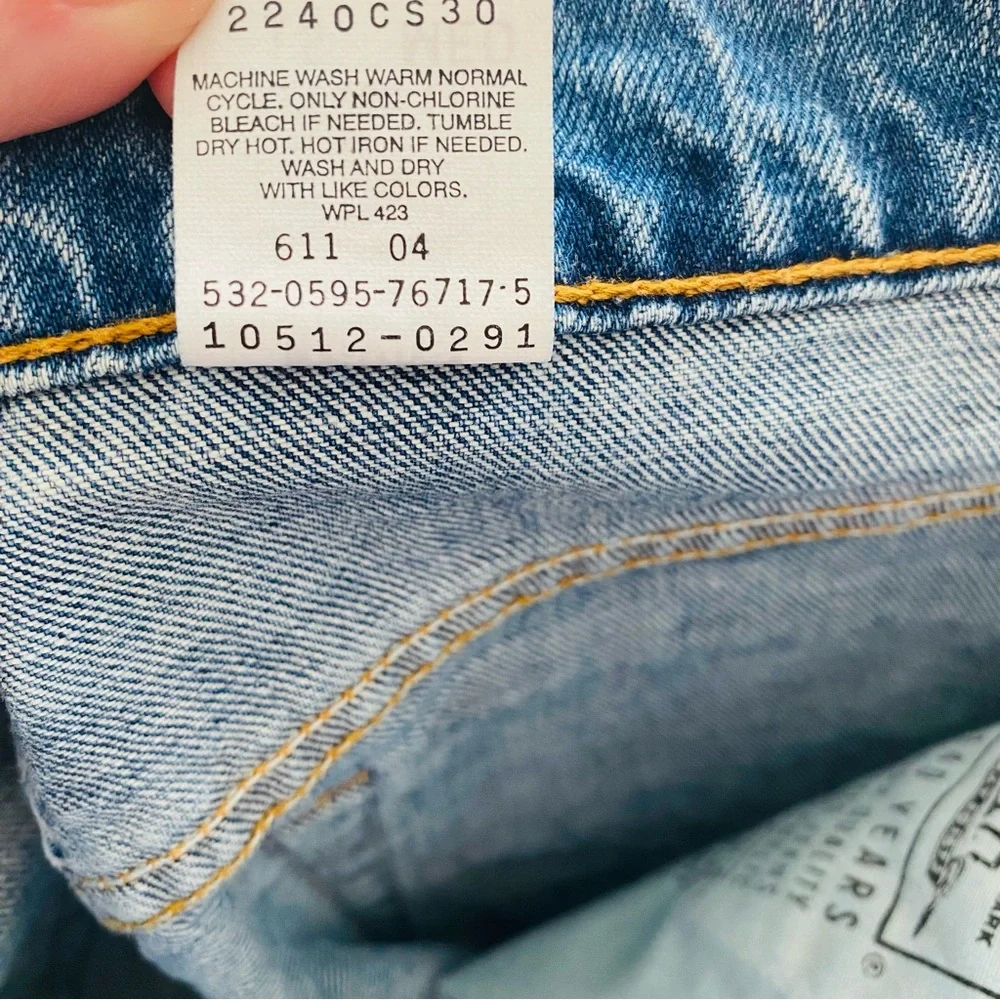 2240CS30
MACHINE WASH WARM NORMAL
CYCLE. ONLY NON-CHLORINE
BLEACH IF NEEDED. TUMBLE
DRY HOT. HOT IRON IF NEEDED.
WASH AND DRY
WITH LIKE COLORS.
WPL 423
611 04
532-0595-76717·5
10512-0291
YEARS
QUALITY
®